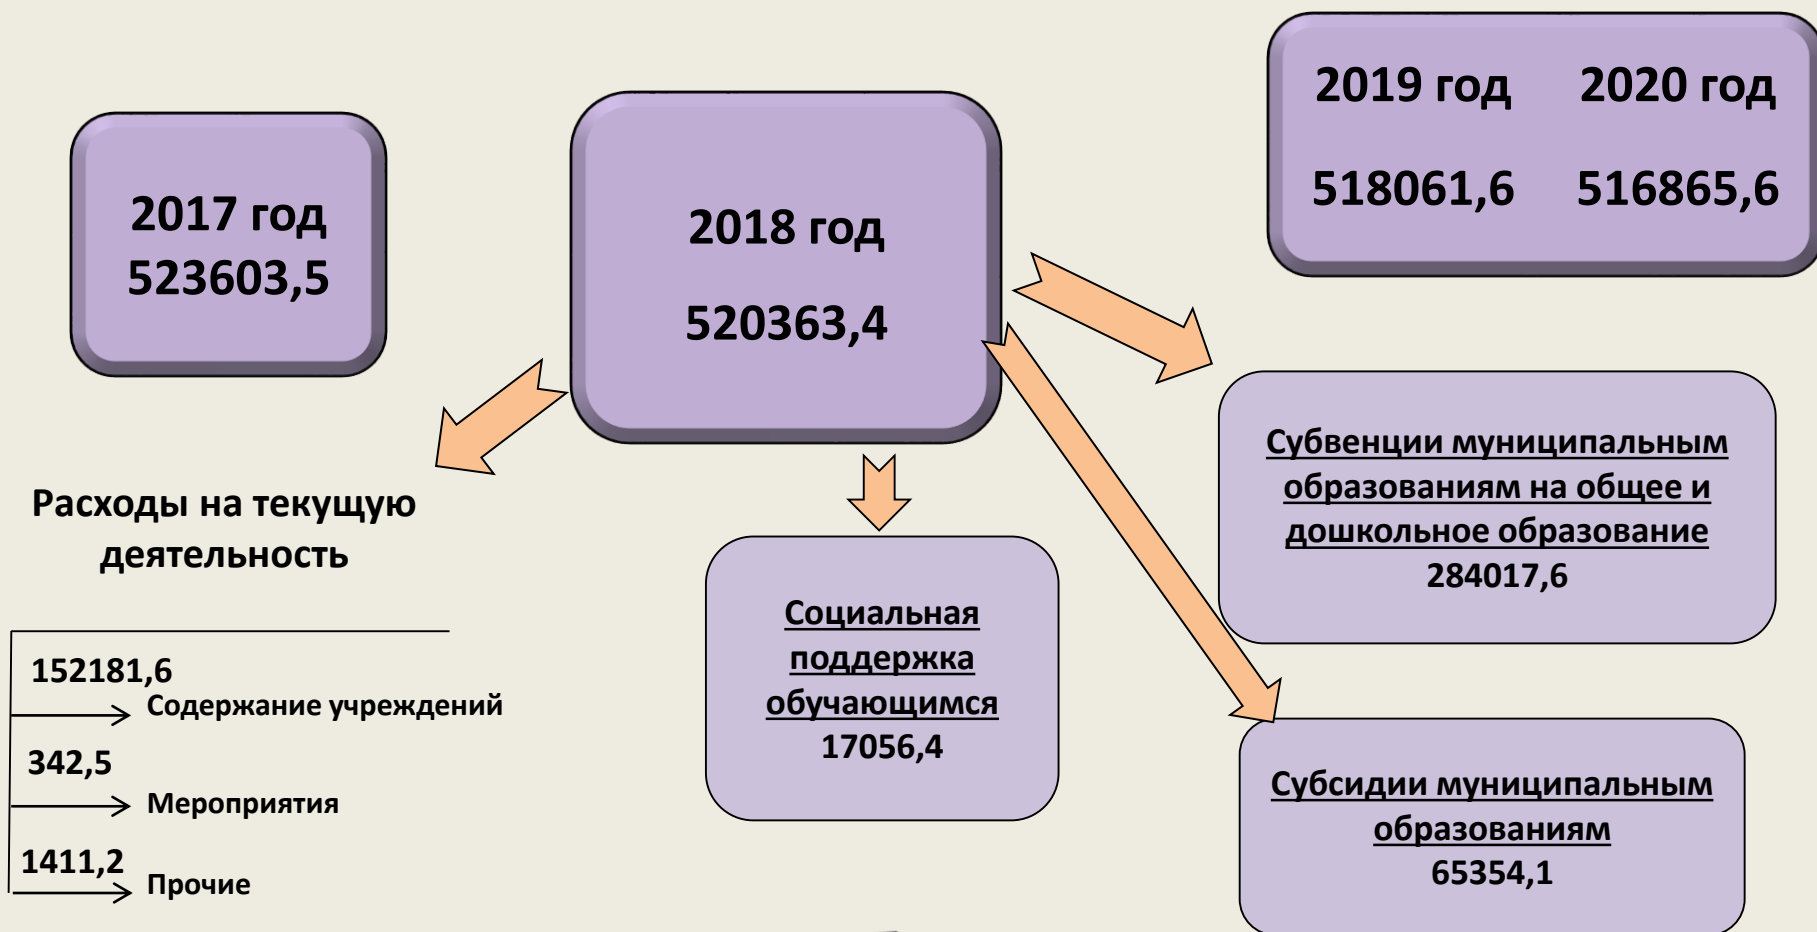 2017 год
523603,5
2018 год
520363,4
2019 год 2020 год
518061,6 516865,6
Расходы на текущую
деятельность
152181,6
Содержание учреждений
342,5
Мероприятия
1411,2
Прочие
Социальная
поддержка
обучающимся
17056,4
Субвенции муниципальным
образованиям на общее и
дошкольное образование
284017,6
Субсидии муниципальным
образованиям
65354,1